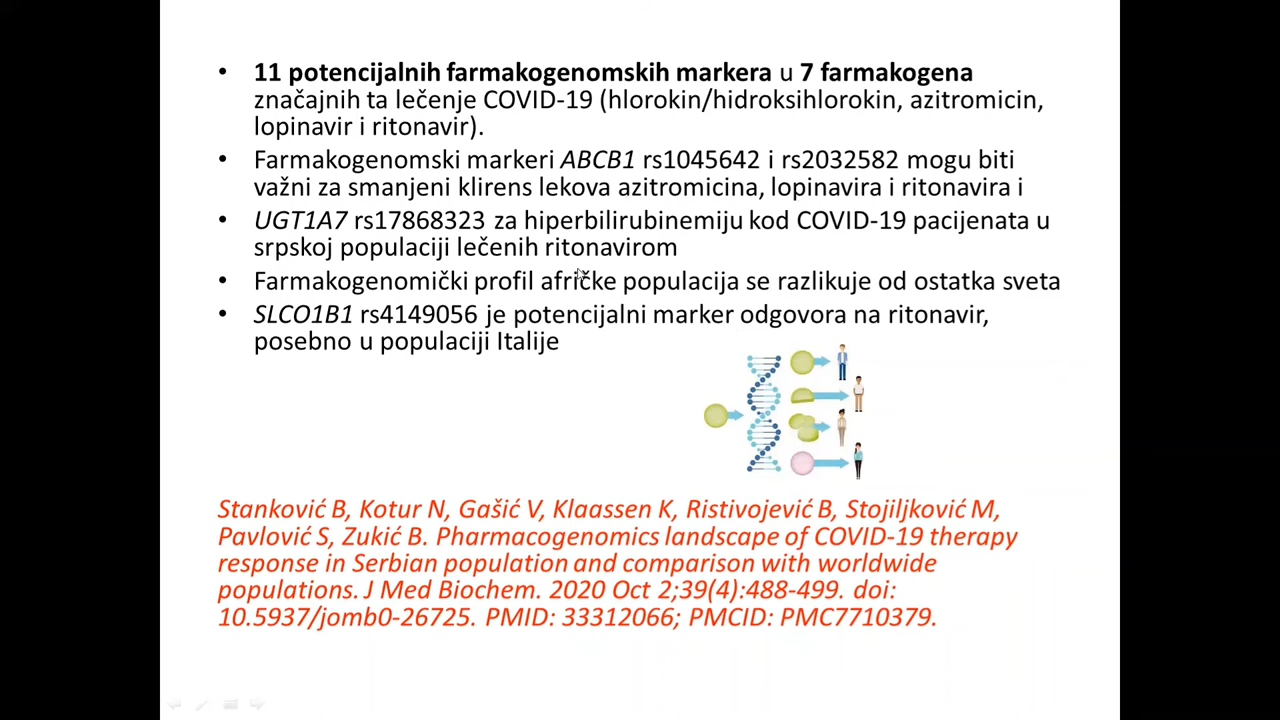 • 11 potencijalnih farmakogenomskih markera u 7 farmakogena
značajnih ta lečenje COVID-19 (hlorokin/hidroksihlorokin, azitromicin,
lopinavir i ritonavir).
• Farmakogenomski markeri ABCB1 rs1045642 i rs2032582 mogu biti
važni za smanjeni klirens lekova azitromicina, lopinavira i ritonavira i
• UGT1A7 rs17868323 za hiperbilirubinemiju kod COVID-19 pacijenata u
srpskoj populaciji lečenih ritonavirom
• Farmakogenomički profil afričke populacija se razlikuje od ostatka sveta
• SLCO1B1 rs4149056 je potencijalni marker odgovora na ritonavir,
posebno u populaciji Italije
Stanković B, Kotur N, Gašić V, Klaassen K, Ristivojević B, Stojiljković M,
Pavlović S, Zukić B. Pharmacogenomics landscape of COVID-19 therapy
response in Serbian population and comparison with worldwide
populations. J Med Biochem. 2020 Oct 2;39(4):488-499. doi:
10.5937/jomb0-26725. PMID: 33312066; PMCID: PMC7710379.